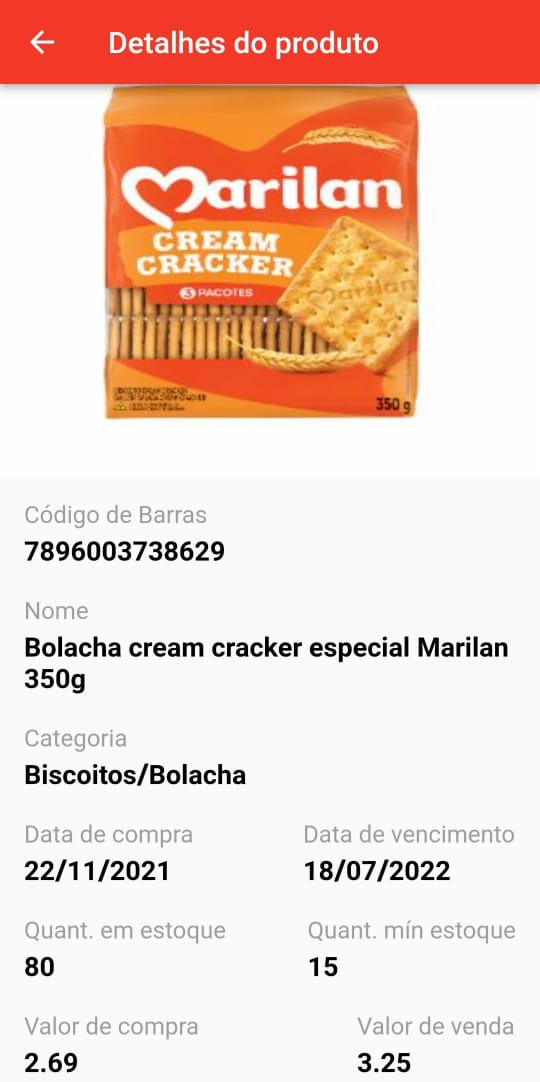 Detalhes do produto
Marilan
CREAM
CRACKER
3 PACOTES
Marilan
350 g
Código de Barras
7896003738629
Nome
Bolacha cream cracker especial Marilan
350g
Categoria
Biscoitos/Bolacha
Data de compra Data de vencimento
22/11/2021 18/07/2022
Quant. em estoque Quant. mín estoque
80 15
Valor de compra Valor de venda
2.69 3.25